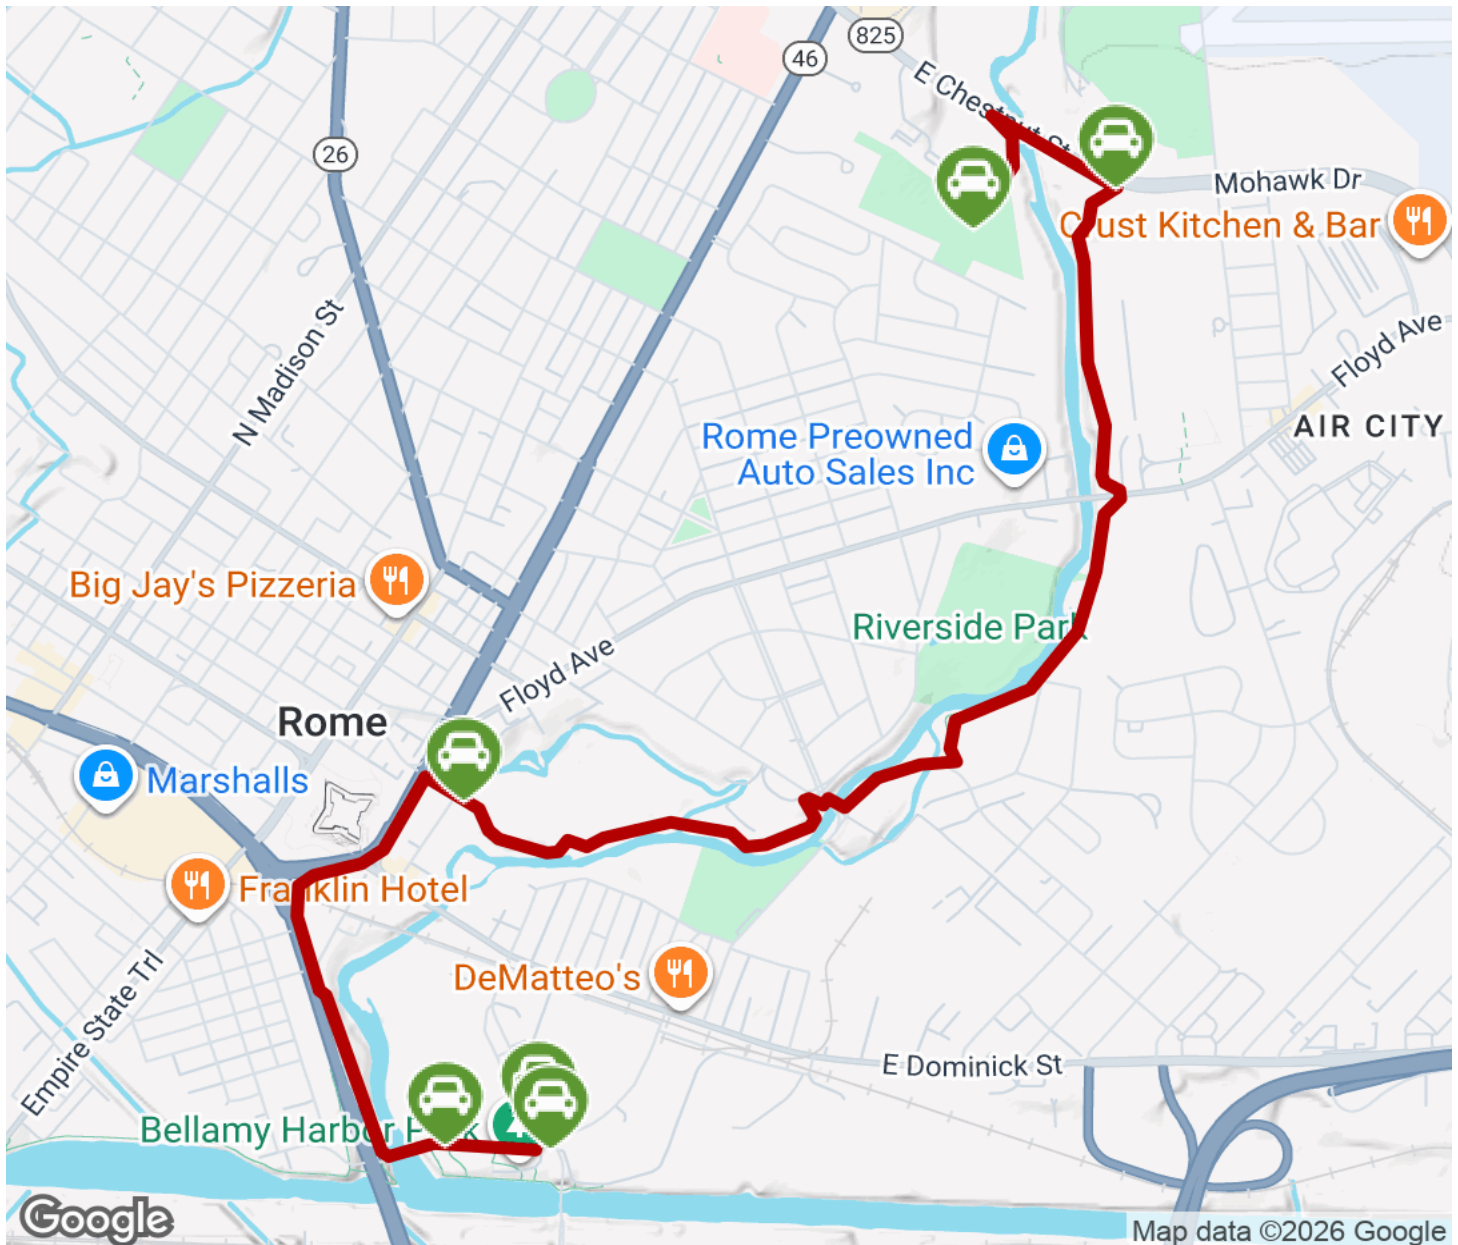 825
46
E Chestnut St
26
Mohawk Dr
Crust Kitchen & Bar
N Madison St
Floyd Ave
AIR CITY
Rome Preowned
Auto Sales Inc
Big Jay's Pizzeria
Riverside Park
Floyd Ave
Rome
Marshalls
Franklin Hotel
DeMatteo's
Empire State Trl
E Dominick St
Bellamy Harbor Park
Google
Map data ©2026 Google